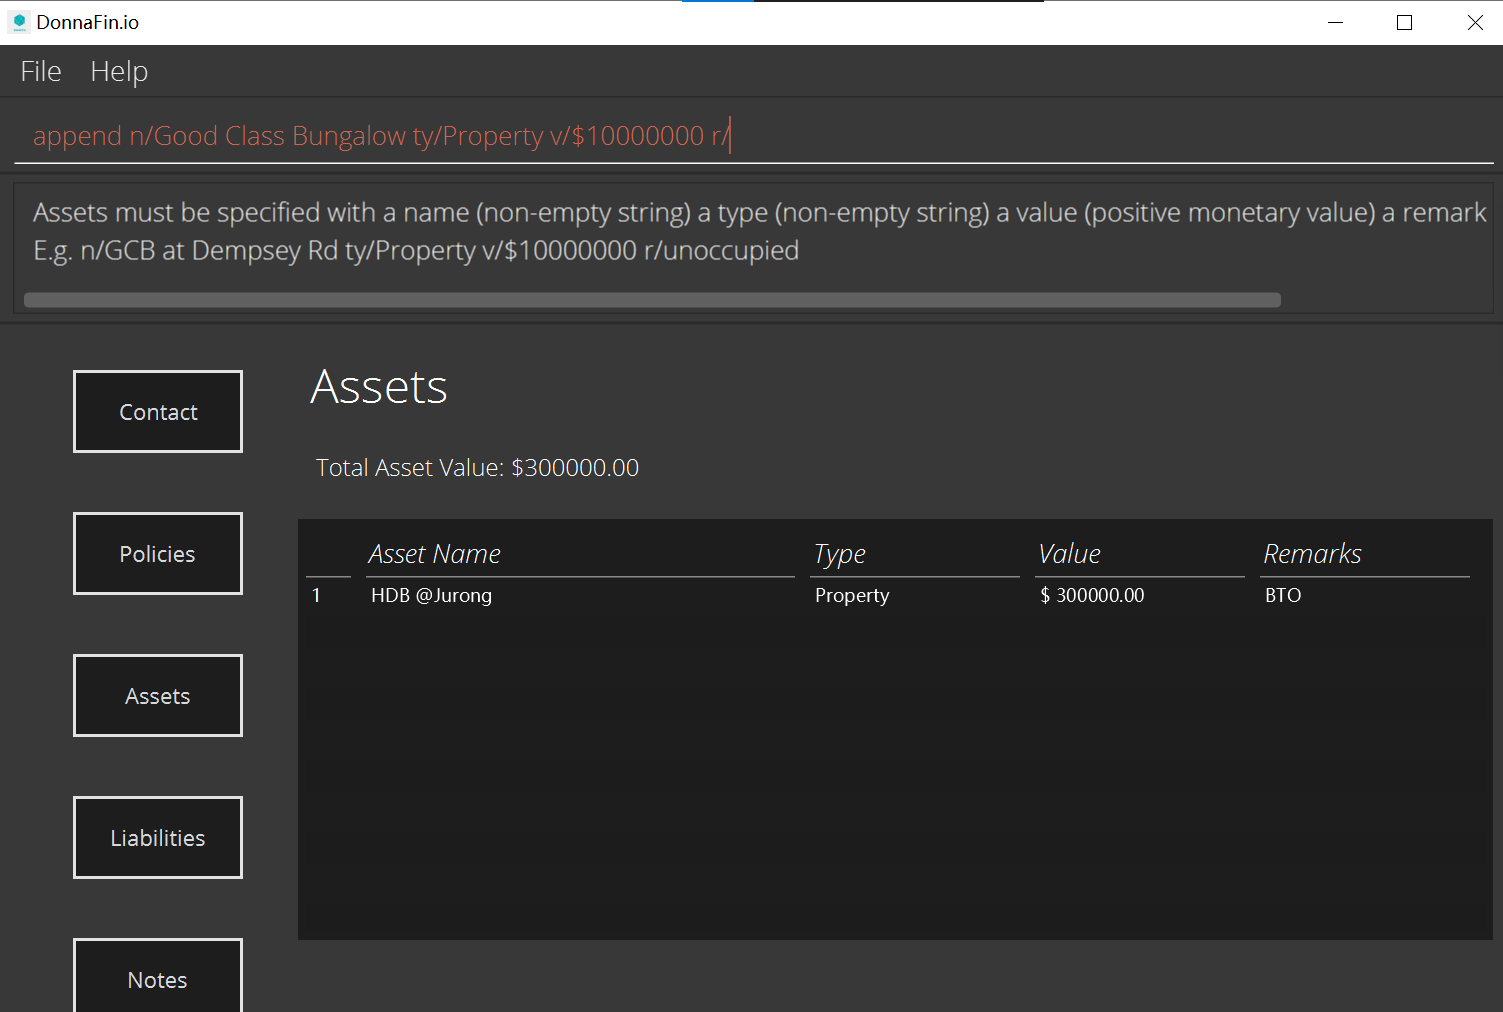 DonnaFin.io
File Help
append n/Good Class Bungalow ty/Property v/$10000000 r/
Assets must be specified with a name (non-empty string) a type (non-empty string) a value (positive monetary value) a remark
E.g. n/GCB at Dempsey Rd ty/Property v/$10000000 r/unoccupied
Contact
Policies
Assets
Liabilities
Notes
Assets
Total Asset Value: $300000.00
Asset Name Type Value Remarks
1 HDB @Jurong Property $ 300000.00 BTO